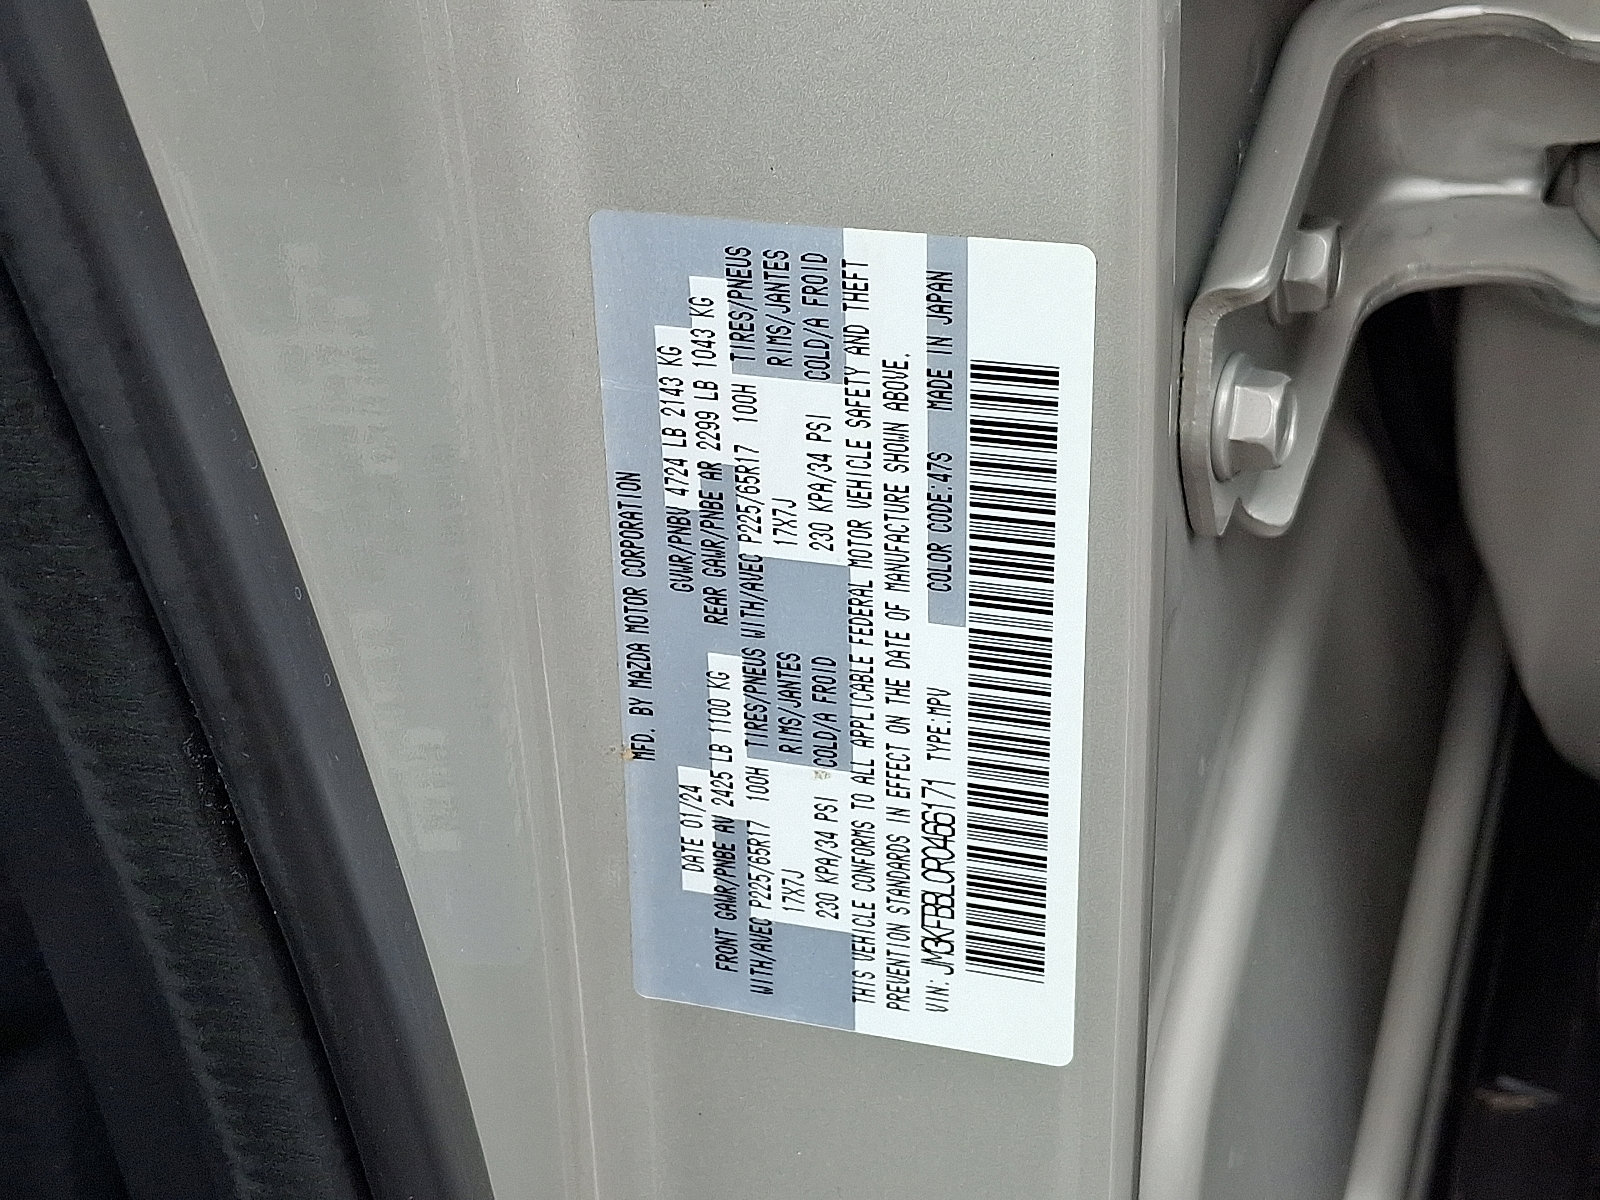 MFD. BY MAZDA MOTOR CORPORATION
DATE 01/24 GVWR/PNBV 4724 LB 2143 KG
FRONT GAWR/PNBE AV 2425 LB 1100 KG REAR GAWR/PNBE AR 2299 LB 1043 KG
WITH/AVEC P225/65R17 100H TIRES/PNEUS WITH/AVEC P225/65R17 100H TIRES/PNEUS
17X7J RIMS/JANTES 17X7J RIMS/JANTES
230 KPA/34 PSI COLD/A FROID 230 KPA/34 PSI COLD/A FROID
THIS VEHICLE CONFORMS TO ALL APPLICABLE FEDERAL MOTOR VEHICLE SAFETY AND THEFT
PREVENTION STANDARDS IN EFFECT ON THE DATE OF MANUFACTURE SHOWN ABOVE.
VIN: JM3KFBBL0R0466171 TYPE:MPV COLOR CODE:47S MADE IN JAPAN